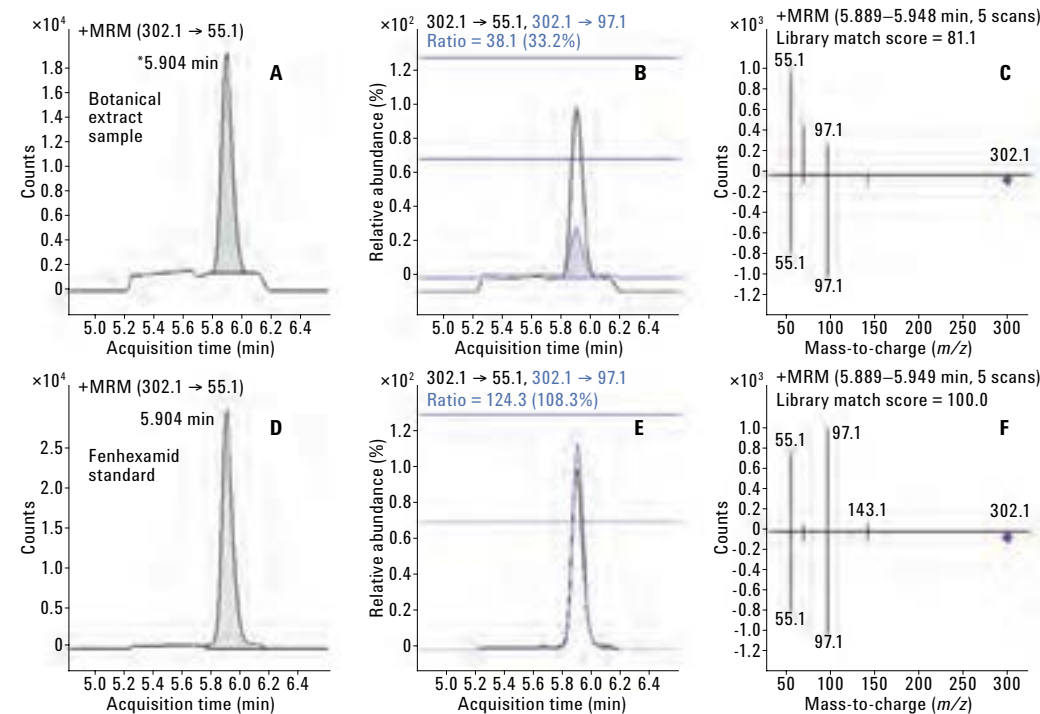 ×10⁴
+MRM (302.1 → 55.1)
*5.904 min
A
Botanical
extract
sample
1.8
1.6
1.4
1.2
1.0
0.8
0.6
0.4
0.2
0
Counts
5.0 5.2 5.4 5.6 5.8 6.0 6.2 6.4
Acquisition time (min)
×10²
302.1 → 55.1, 302.1 → 97.1
Ratio = 38.1 (33.2%)
B
1.2
1.0
0.8
0.6
0.4
0.2
0
Relative abundance (%)
5.0 5.2 5.4 5.6 5.8 6.0 6.2 6.4
Acquisition time (min)
×10³
+MRM (5.889–5.948 min, 5 scans)
Library match score = 81.1
55.1
C
97.1
302.1
1.0
0.8
0.6
0.4
0.2
0
-0.2
-0.4
-0.6
-0.8
-1.0
-1.2
Counts
55.1
97.1
50 100 150 200 250 300
Mass-to-charge (m/z)
×10⁴
+MRM (302.1 → 55.1)
5.904 min
D
Fenhexamid
standard
2.5
2.0
1.5
1.0
0.5
0
Counts
5.0 5.2 5.4 5.6 5.8 6.0 6.2 6.4
Acquisition time (min)
×10²
302.1 → 55.1, 302.1 → 97.1
Ratio = 124.3 (108.3%)
E
1.2
1.0
0.8
0.6
0.4
0.2
0
Relative abundance (%)
5.0 5.2 5.4 5.6 5.8 6.0 6.2 6.4
Acquisition time (min)
×10³
+MRM (5.889–5.949 min, 5 scans)
Library match score = 100.0
55.1
97.1
F
143.1
302.1
1.0
0.8
0.6
0.4
0.2
0
-0.2
-0.4
-0.6
-0.8
-1.0
-1.2
Counts
55.1
97.1
50 100 150 200 250 300
Mass-to-charge (m/z)